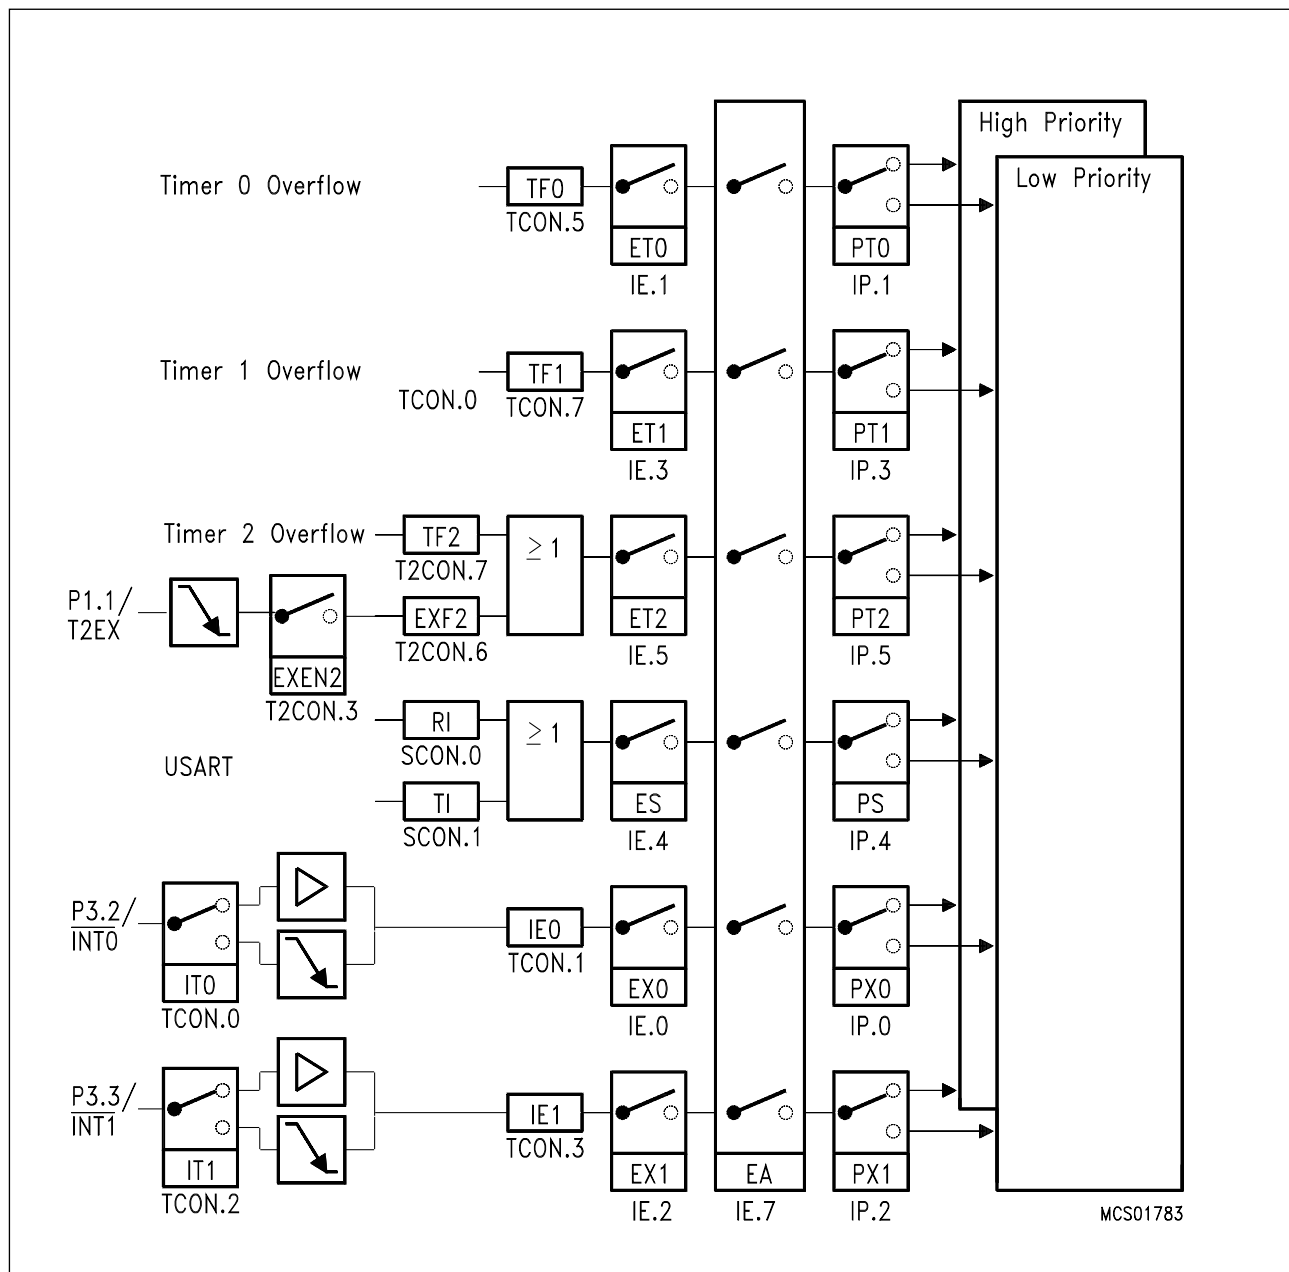 High Priority
Low Priority
Timer 0 Overflow
TF0
TCON.5
ET0
IE.1
PT0
IP.1
Timer 1 Overflow
TCON.0
TF1
TCON.7
ET1
IE.3
PT1
IP.3
Timer 2 Overflow
TF2
T2CON.7
≥ 1
P1.1/
T2EX
EXEN2
T2CON.3
EXF2
T2CON.6
ET2
IE.5
PT2
IP.5
USART
RI
SCON.0
≥ 1
TI
SCON.1
ES
IE.4
PS
IP.4
P3.2/
INT0
IT0
TCON.0
IE0
TCON.1
EX0
IE.0
PX0
IP.0
P3.3/
INT1
IT1
TCON.2
IE1
TCON.3
EX1
IE.2
EA
IE.7
PX1
IP.2
MCS01783